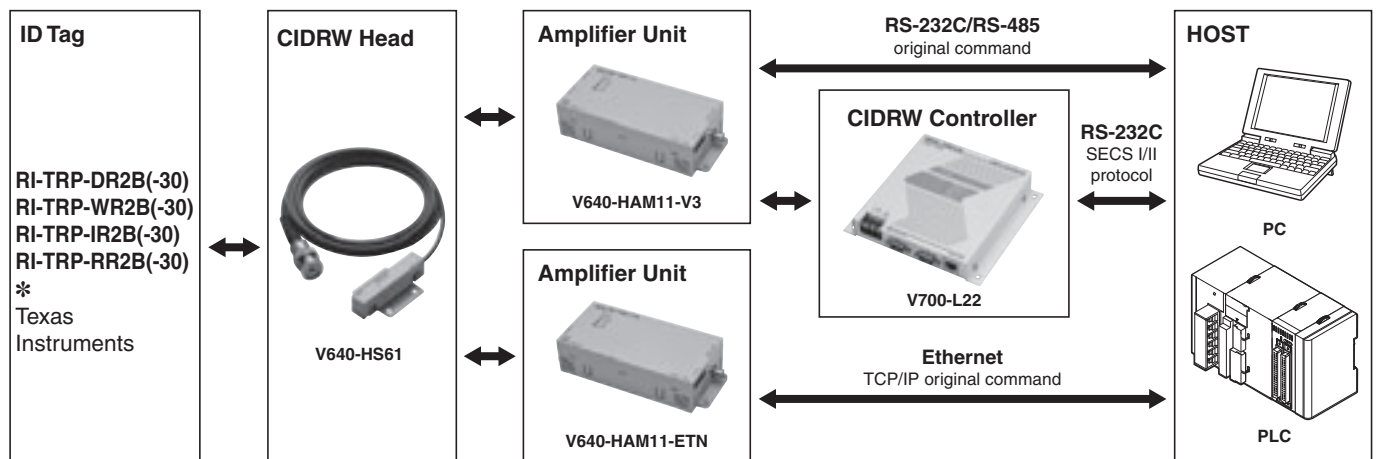 ID Tag
RI-TRP-DR2B(-30)
RI-TRP-WR2B(-30)
RI-TRP-IR2B(-30)
RI-TRP-RR2B(-30)
*
Texas
Instruments
CIDRW Head
V640-HS61
Amplifier Unit
V640-HAM11-V3
Amplifier Unit
V640-HAM11-ETN
RS-232C/RS-485
original command
CIDRW Controller
V700-L22
RS-232C
SECS I/II
protocol
Ethernet
TCP/IP original command
HOST
PC
PLC